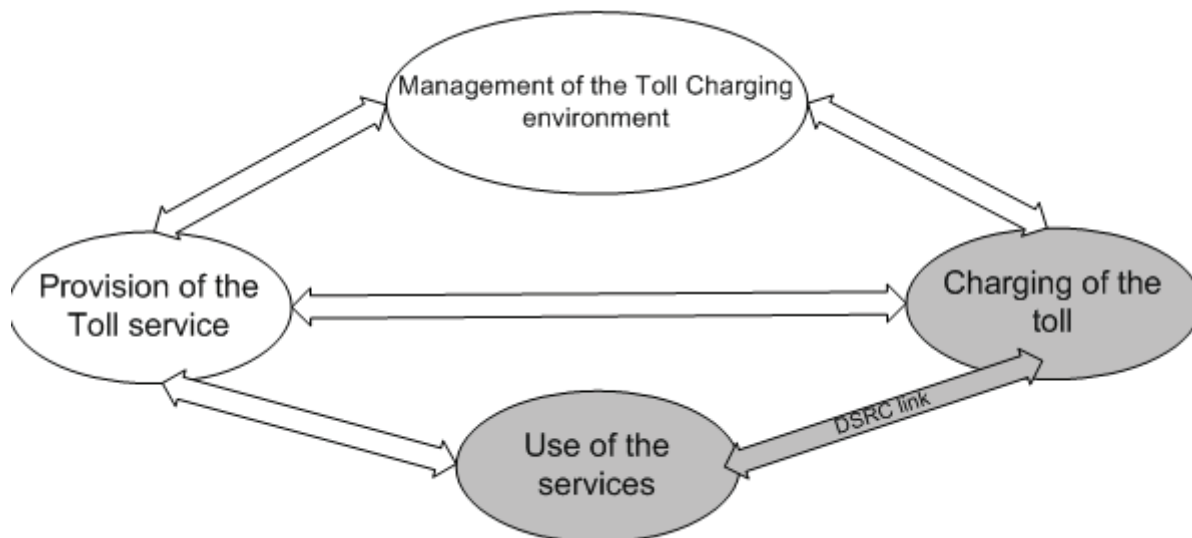 Management of the Toll Charging
environment
Provision of the
Toll service
Charging of the
toll
DSRC link
Use of the
services